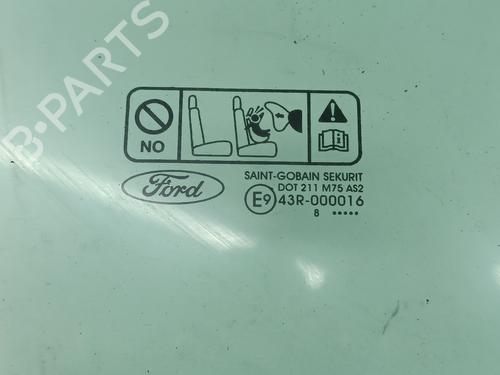 B-PARTS
NO
Ford
SAINT-GOBAIN SEKURIT
DOT 211 M75 AS2
E9 43R-000016
8 •••••